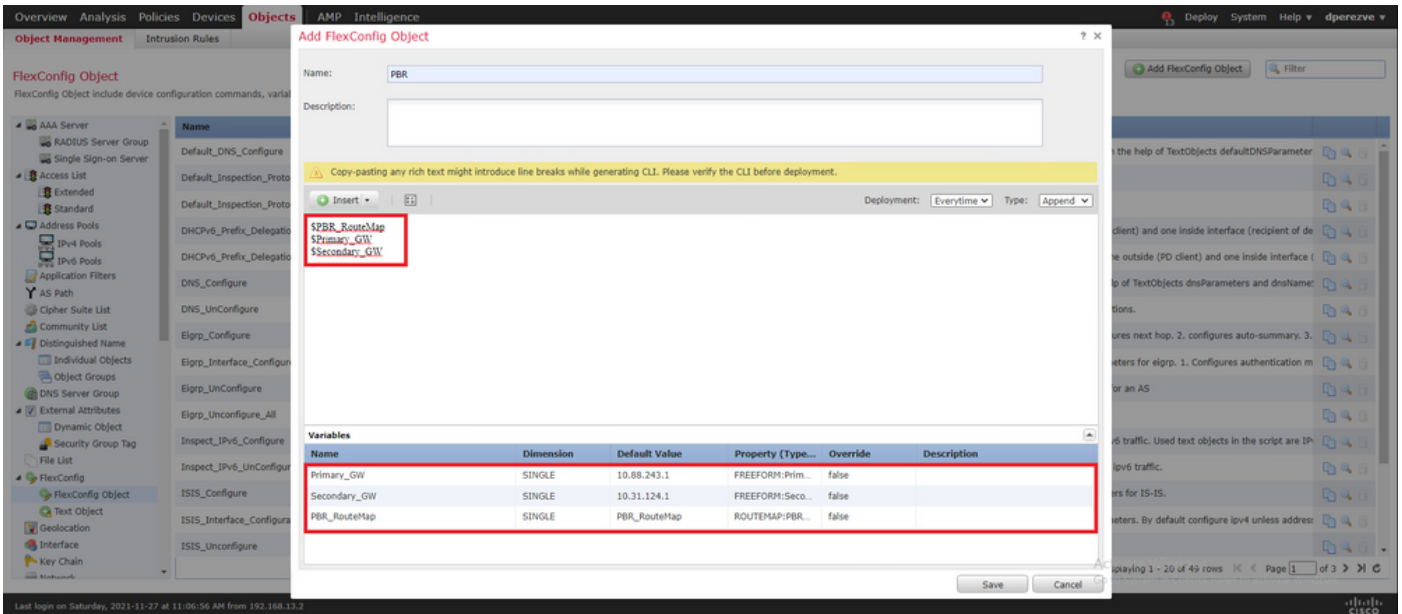 Overview Analysis Policies Devices Objects AMP Intelligence Deploy System Help dperezve
Object Management Intrusion Rules
Add FlexConfig Object ? ×
FlexConfig Object
Add FlexConfig Object Filter
FlexConfig Object include device configuration commands, varial
Name: PBR
Description:
Copy-pasting any rich text might introduce line breaks while generating CLI. Please verify the CLI before deployment.
Insert Deployment: Everytime Type: Append
$PBR_RouteMap
$Primary_GW
$Secondary_GW
AAA Server
RADIUS Server Group
Single Sign-on Server
Access List
Extended
Standard
Address Pools
IPv4 Pools
IPv6 Pools
Application Filters
AS Path
Cipher Suite List
Community List
Distinguished Name
Individual Objects
Object Groups
DNS Server Group
External Attributes
Dynamic Object
Security Group Tag
File List
FlexConfig
FlexConfig Object
Text Object
Geolocation
Interface
Key Chain
Network
Name
Default_DNS_Configure
Default_Inspection_Proto
Default_Inspection_Proto
DHCPv6_Prefix_Delegatio
DHCPv6_Prefix_Delegatio
DNS_Configure
DNS_UnConfigure
Eigrp_Configure
Eigrp_Interface_Configur
Eigrp_UnConfigure
Eigrp_Unconfigure_All
Inspect_IPv6_Configure
Inspect_IPv6_UnConfigur
ISIS_Configure
ISIS_Interface_Configura
ISIS_Unconfigure
the help of TextObjects defaultDNSParameter
client) and one inside interface (recipient of de
e outside (PD client) and one inside interface (
lp of TextObjects dnsParameters and dnsName
tions.
ures next hop. 2. configures auto-summary. 3.
eters for eigrp. 1. Configures authentication m
for an AS
v6 traffic. Used text objects in the script are IP
ipv6 traffic.
ers for IS-IS.
eters. By default configure ipv4 unless address
Variables
Name Dimension Default Value Property (Type... Override Description
Primary_GW SINGLE 10.88.243.1 FREEFORM:Prim... false
Secondary_GW SINGLE 10.31.124.1 FREEFORM:Seco... false
PBR_RouteMap SINGLE PBR_RouteMap ROUTEMAP:PBR... false
Save Cancel
splaying 1 - 20 of 49 rows Page 1 of 3
Last login on Saturday, 2021-11-27 at 11:06:56 AM from 192.168.13.2
CISCO